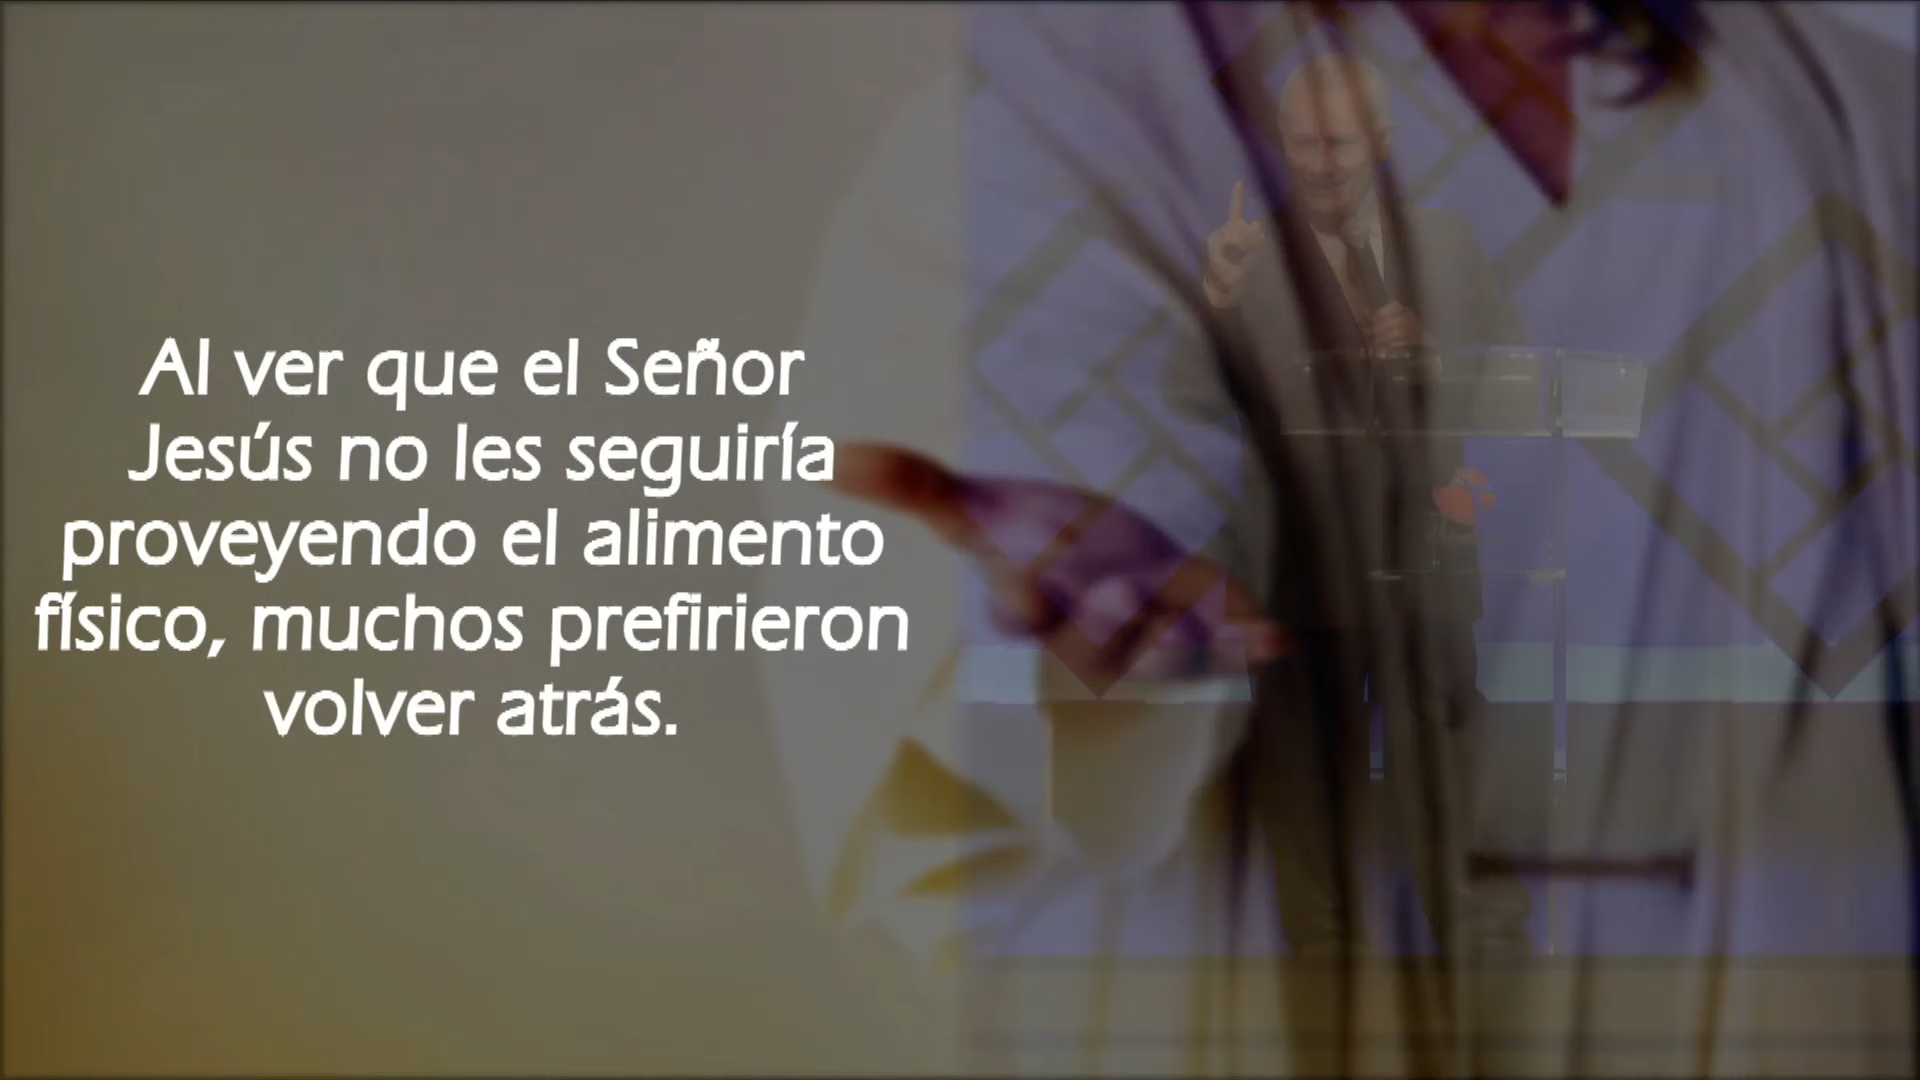 Al ver que el Señor
Jesús no les seguiría
proveyendo el alimento
físico, muchos prefirieron
volver atrás.